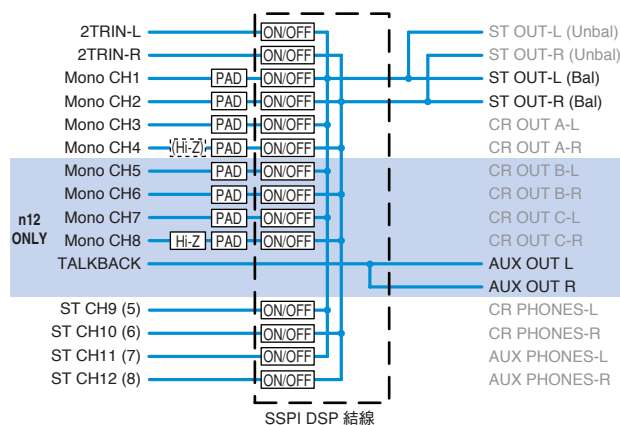 2TRIN-L ON/OFF ST OUT-L (Unbal)
2TRIN-R ON/OFF ST OUT-R (Unbal)
Mono CH1 PAD ON/OFF ST OUT-L (Bal)
Mono CH2 PAD ON/OFF ST OUT-R (Bal)
Mono CH3 PAD ON/OFF CR OUT A-L
Mono CH4 (Hi-Z) PAD ON/OFF CR OUT A-R
Mono CH5 PAD ON/OFF CR OUT B-L
Mono CH6 PAD ON/OFF CR OUT B-R
n12 ONLY
Mono CH7 PAD ON/OFF CR OUT C-L
Mono CH8 Hi-Z PAD ON/OFF CR OUT C-R
TALKBACK AUX OUT L
AUX OUT R
ST CH9 (5) ON/OFF CR PHONES-L
ST CH10 (6) ON/OFF CR PHONES-R
ST CH11 (7) ON/OFF AUX PHONES-L
ST CH12 (8) ON/OFF AUX PHONES-R
SSPI DSP 結線